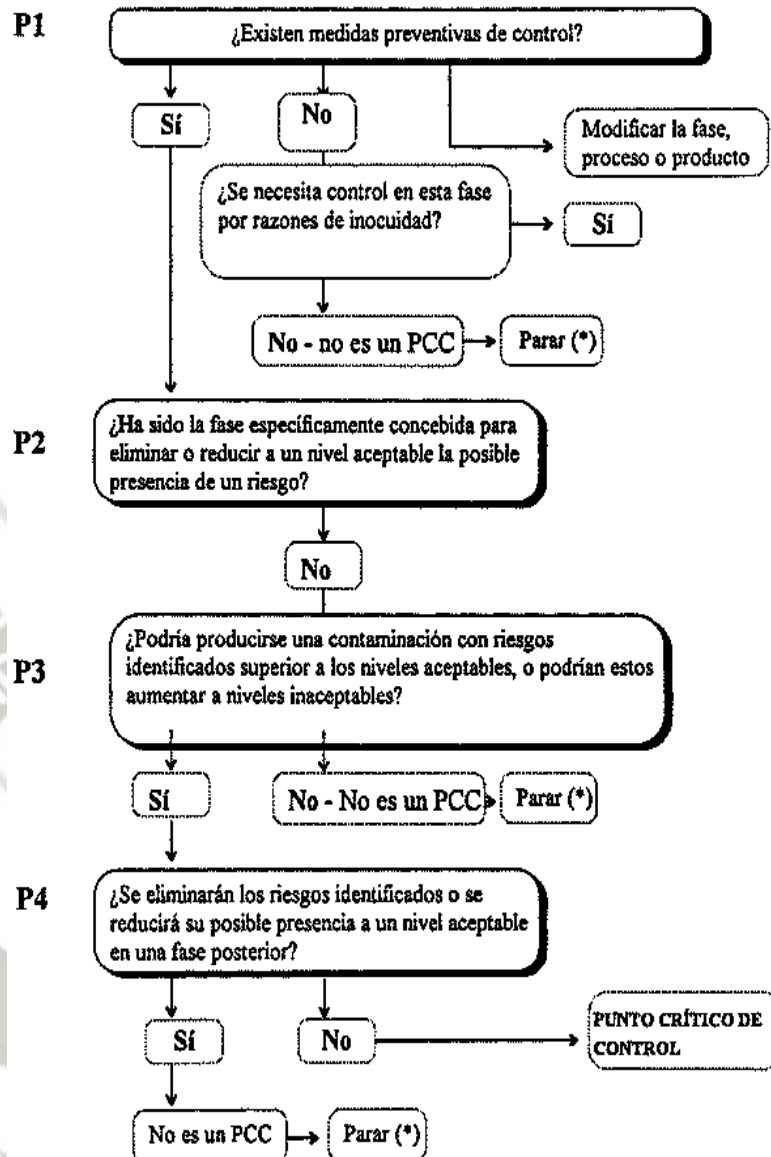 P1
¿Existen medidas preventivas de control?
Sí
No
Modificar la fase,
proceso o producto
¿Se necesita control en esta fase
por razones de inocuidad?
Sí
No - no es un PCC
Parar (*)
P2
¿Ha sido la fase específicamente concebida para
eliminar o reducir a un nivel aceptable la posible
presencia de un riesgo?
No
P3
¿Podría producirse una contaminación con riesgos
identificados superior a los niveles aceptables, o podrían estos
aumentar a niveles inaceptables?
Sí
No - No es un PCC
Parar (*)
P4
¿Se eliminarán los riesgos identificados o se
reducirá su posible presencia a un nivel aceptable
en una fase posterior?
Sí
No
PUNTO CRÍTICO DE
CONTROL
No es un PCC
Parar (*)